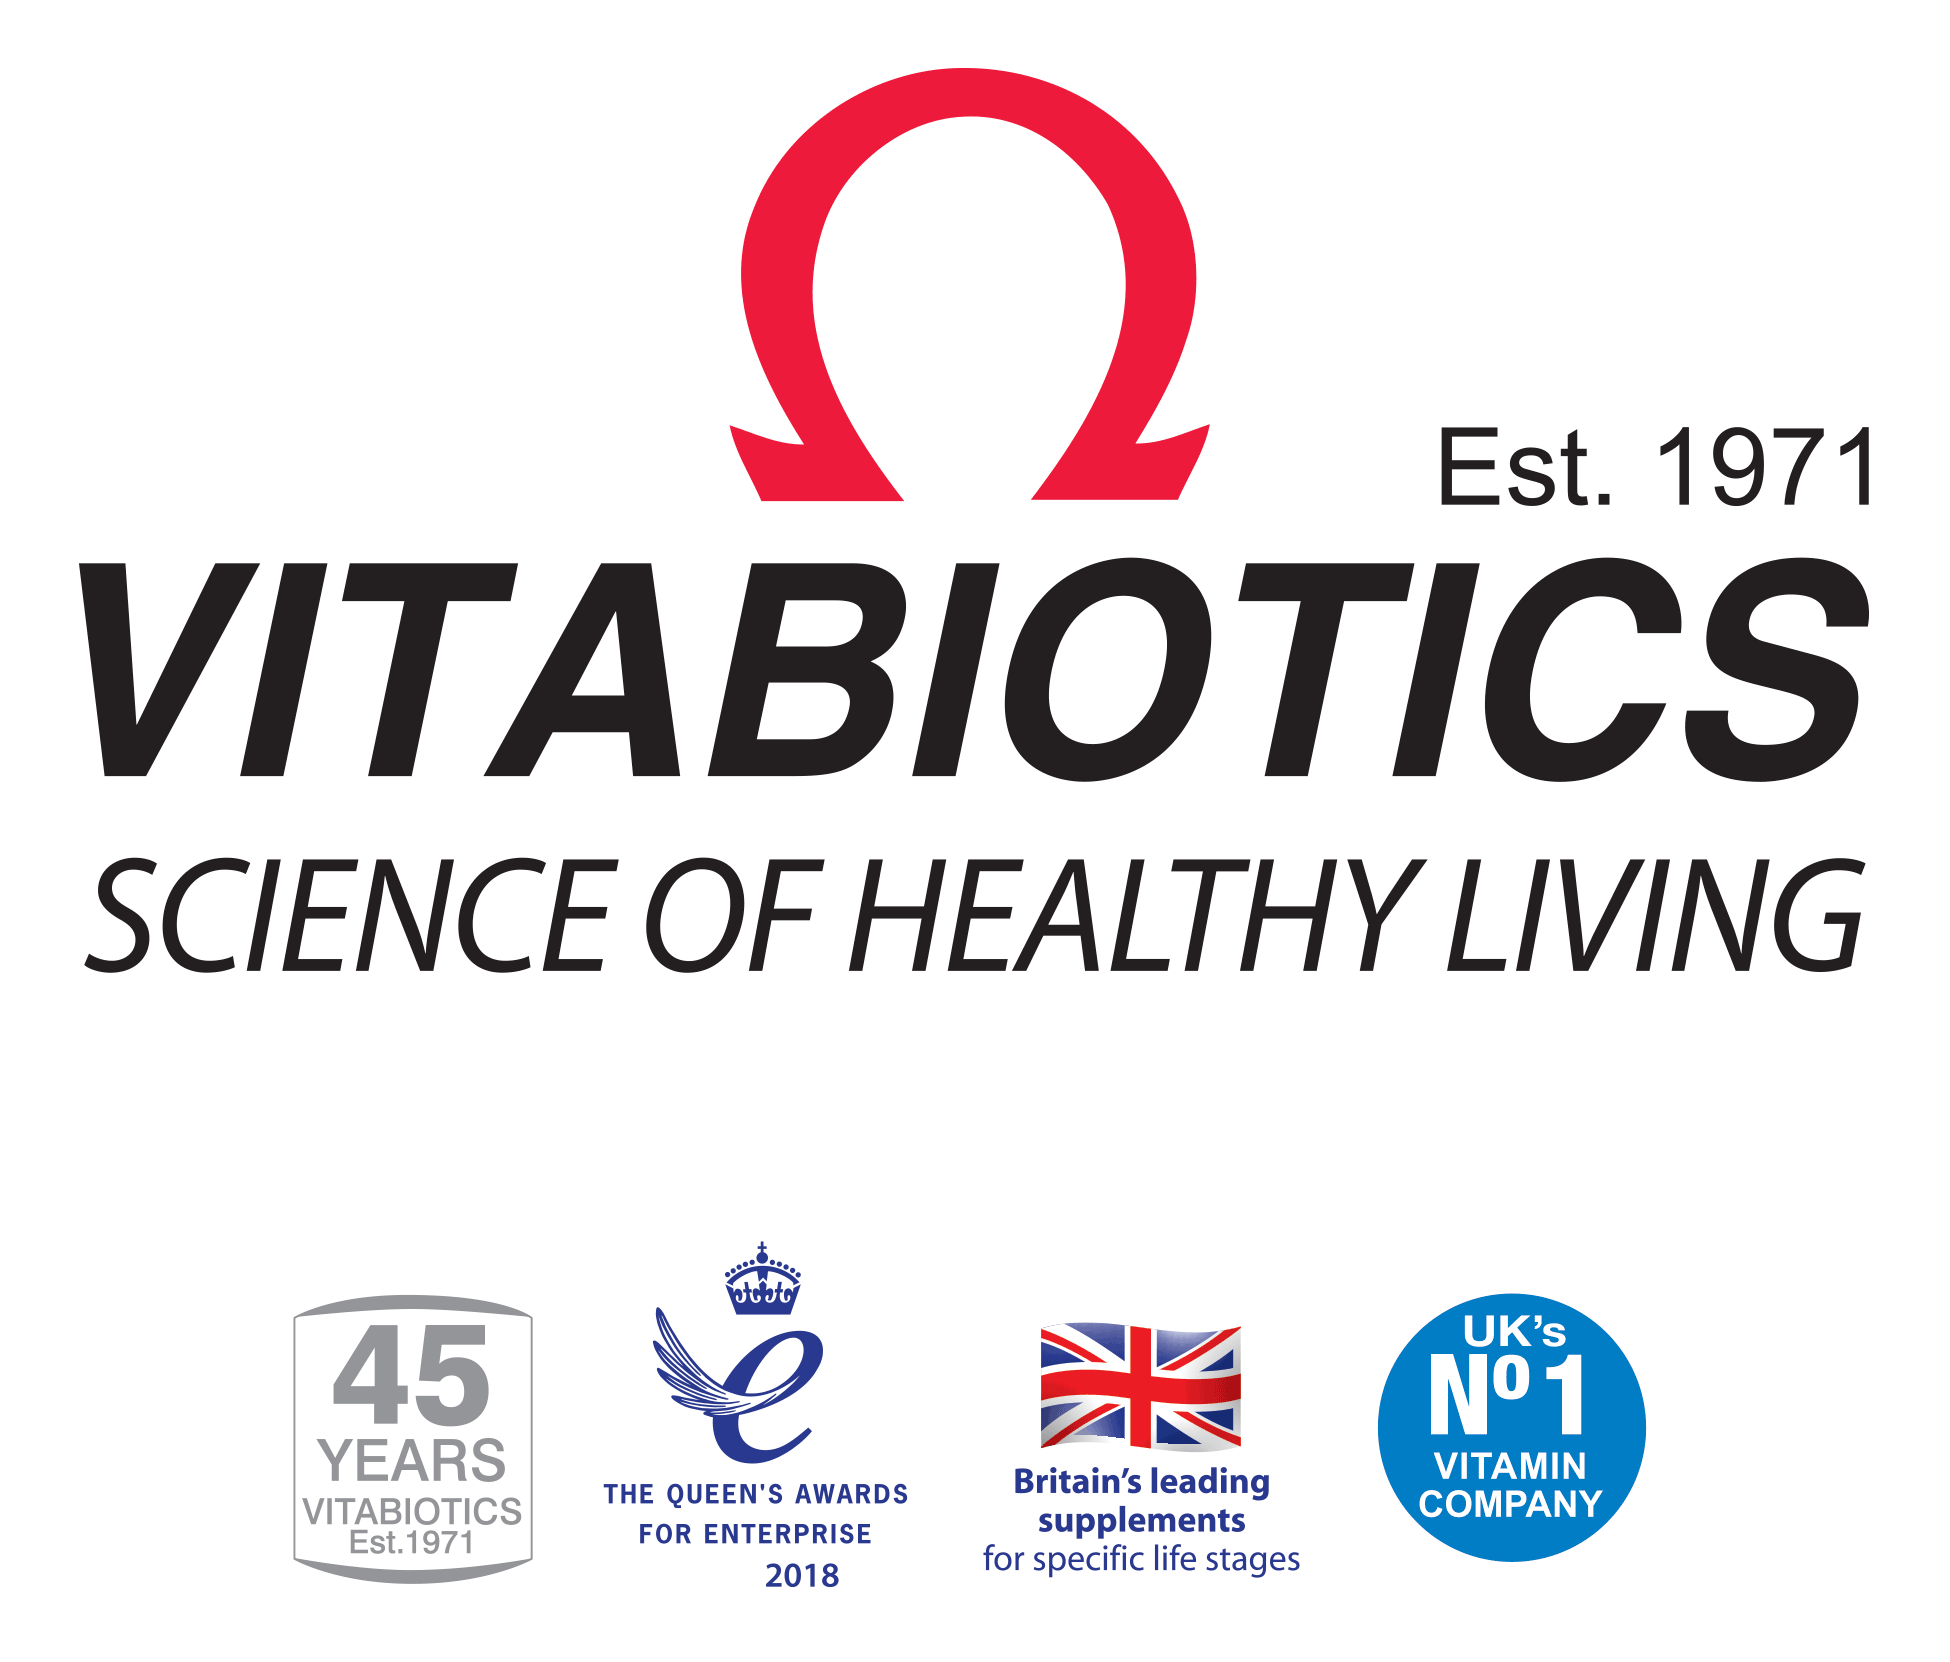 Ω
Est. 1971
VITABIOTICS
SCIENCE OF HEALTHY LIVING
45
YEARS
VITABIOTICS
Est.1971
e
THE QUEEN'S AWARDS
FOR ENTERPRISE
2018
Britain’s leading
supplements
for specific life stages
UK’s
Nº1
VITAMIN
COMPANY